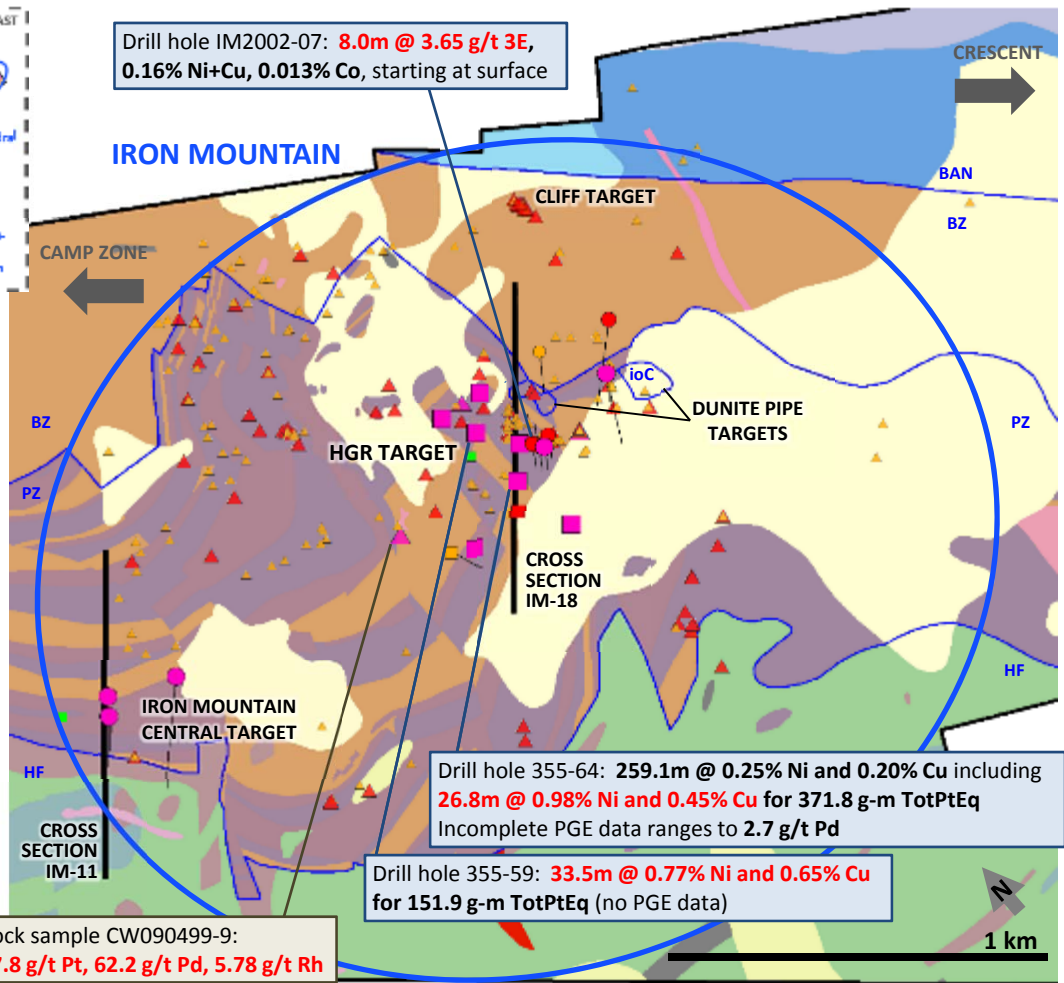 Drill hole IM2002-07: 8.0m @ 3.65 g/t 3E,
0.16% Ni+Cu, 0.013% Co, starting at surface
CRESCENT
IRON MOUNTAIN
BAN
BZ
CLIFF TARGET
CAMP ZONE
ioC
DUNITE PIPE
TARGETS
BZ
PZ
HGR TARGET
PZ
CROSS
SECTION
IM-18
HF
IRON MOUNTAIN
CENTRAL TARGET
HF
Drill hole 355-64: 259.1m @ 0.25% Ni and 0.20% Cu including
26.8m @ 0.98% Ni and 0.45% Cu for 371.8 g-m TotPtEq
Incomplete PGE data ranges to 2.7 g/t Pd
CROSS
SECTION
IM-11
Drill hole 355-59: 33.5m @ 0.77% Ni and 0.65% Cu
for 151.9 g-m TotPtEq (no PGE data)
N
1 km
sample CW090499-9:
g/t Pt, 62.2 g/t Pd, 5.78 g/t Rh